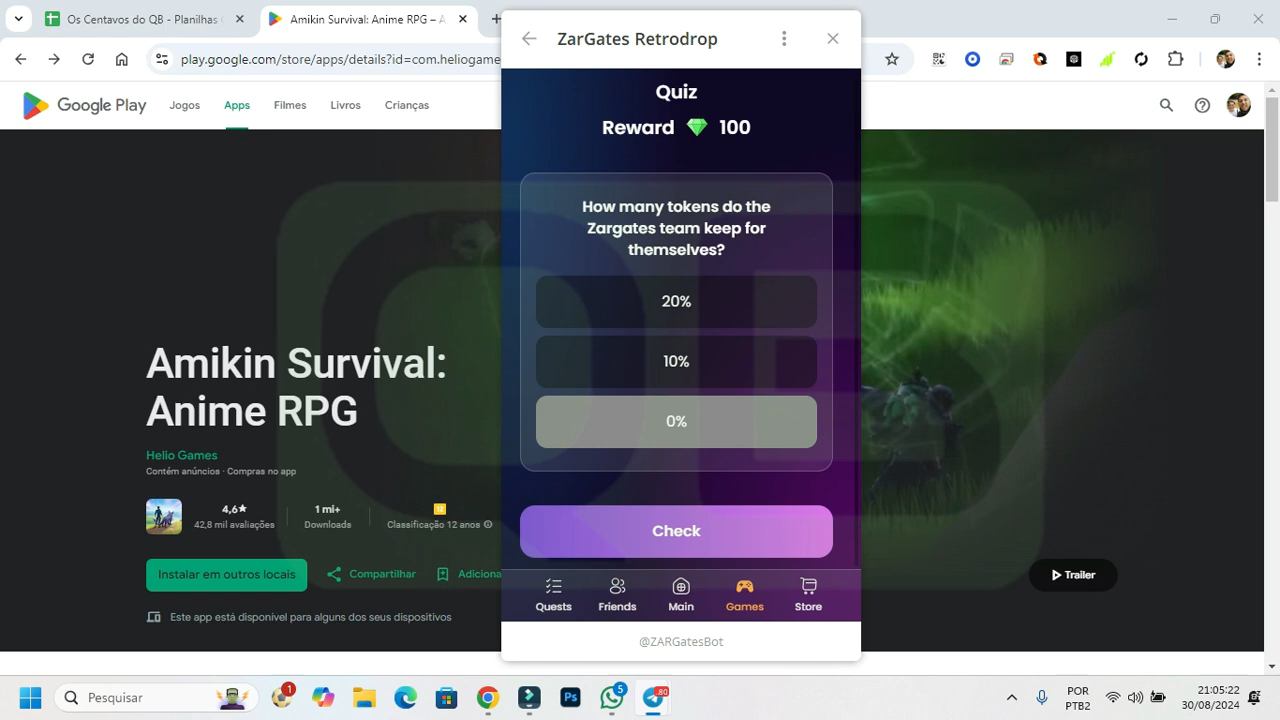 Os Centavos do QB - Planilhas
Amikin Survival: Anime RPG – A
ZarGates Retrodrop
play.google.com/store/apps/details?id=com.heliogame
Google Play
Jogos
Apps
Filmes
Livros
Crianças
Quiz
Reward 100
How many tokens do the
Zargates team keep for
themselves?
20%
10%
0%
Check
Quests
Friends
Main
Games
Store
@ZARGatesBot
Amikin Survival:
Anime RPG
Helio Games
Contém anúncios · Compras no app
4,6★
42,8 mil avaliações
1 mi+
Downloads
12
Classificação 12 anos
Instalar em outros locais
Compartilhar
Adiciona
Trailer
Este app está disponível para alguns dos seus dispositivos
Pesquisar
1
Ps
5
80
POR
PTB2
21:05:22
30/08/2024